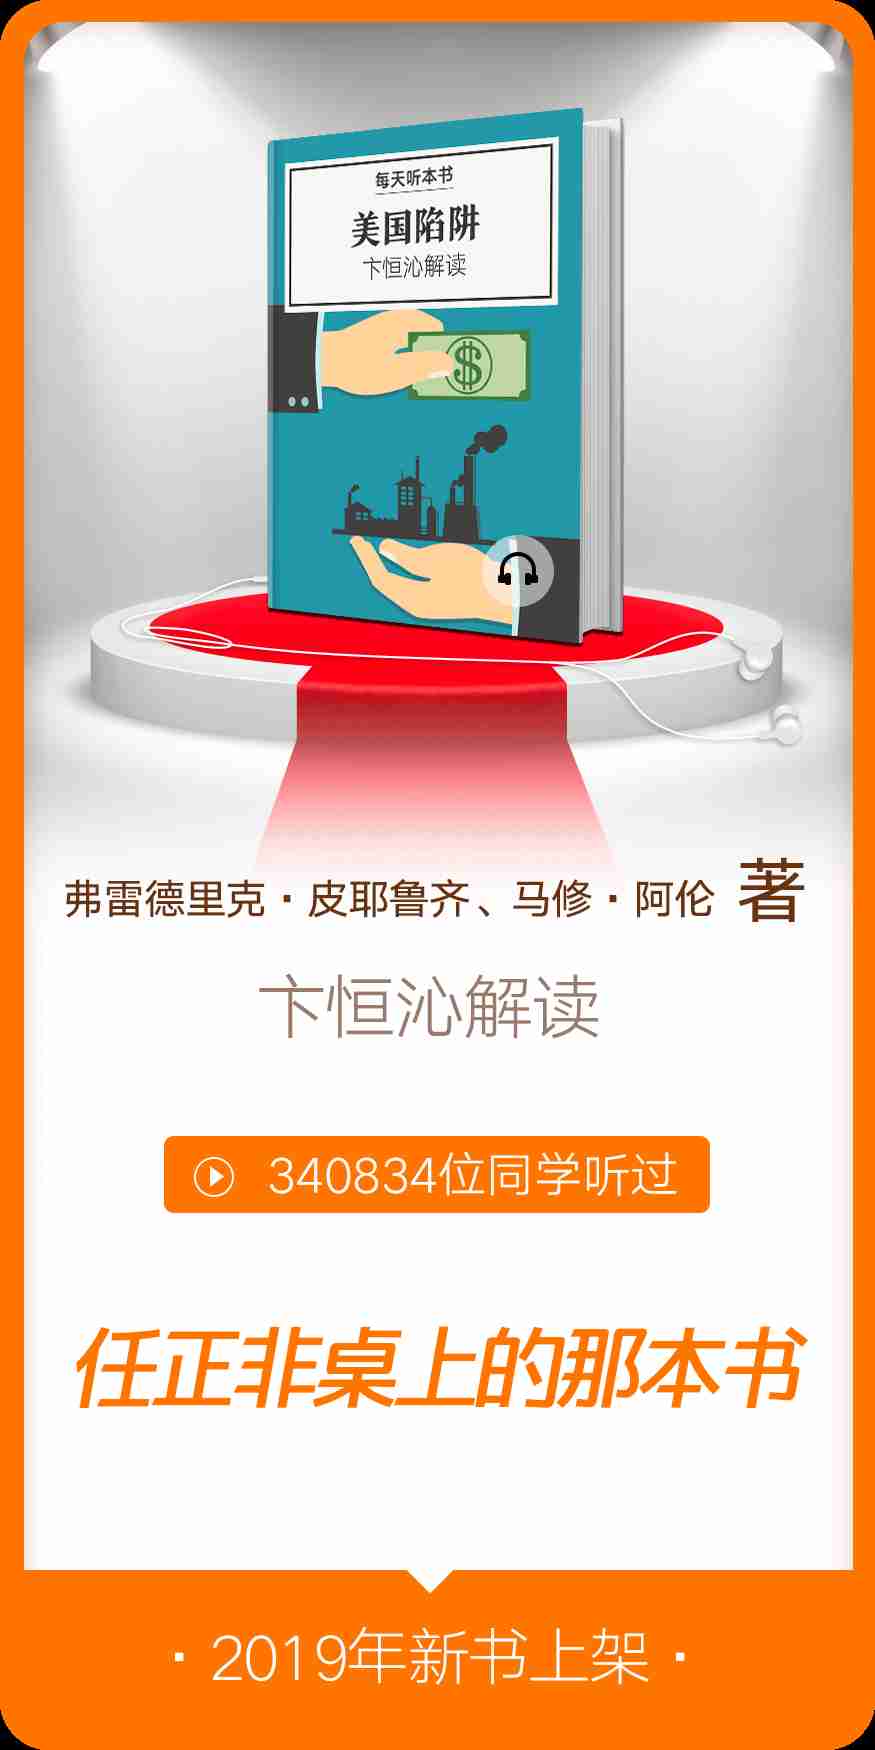 每天听本书
美国陷阱
卞恒沁解读
$
弗雷德里克·皮耶鲁齐、马修·阿伦 著
卞恒沁解读
340834位同学听过
任正非桌上的那本书
· 2019年新书上架 ·